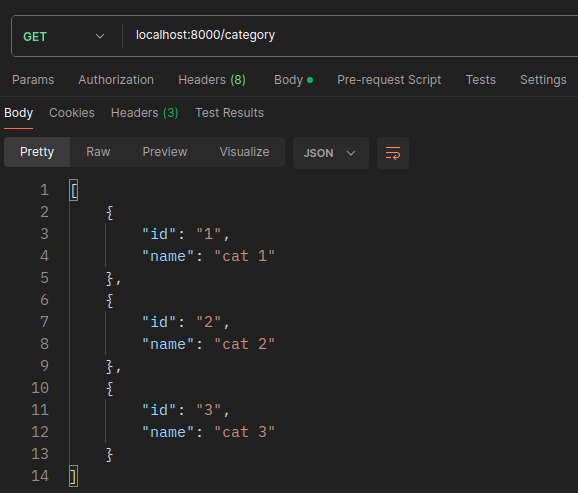 GET localhost:8000/category
Params Authorization Headers (8) Body Pre-request Script Tests Settings
Body Cookies Headers (3) Test Results
Pretty Raw Preview Visualize JSON
1 [
2 {
3 "id": "1",
4 "name": "cat 1"
5 },
6 {
7 "id": "2",
8 "name": "cat 2"
9 },
10 {
11 "id": "3",
12 "name": "cat 3"
13 }
14 ]